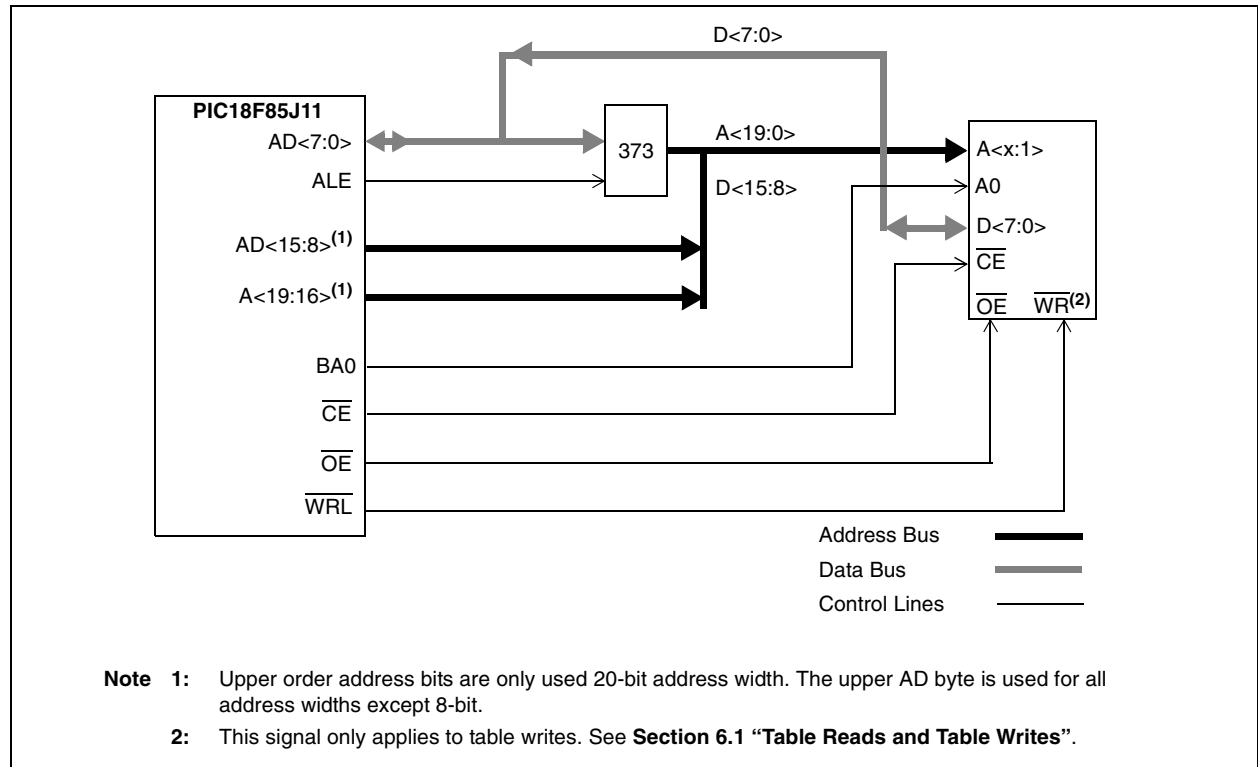 D<7:0>
PIC18F85J11
AD<7:0>
373
A<19:0>
A<x:1>
ALE
D<15:8>
A0
AD<15:8>(1)
D<7:0>
CE
A<19:16>(1)
OE WR(2)
BA0
CE
OE
WRL
Address Bus
Data Bus
Control Lines
Note 1: Upper order address bits are only used 20-bit address width. The upper AD byte is used for all
address widths except 8-bit.
2: This signal only applies to table writes. See Section 6.1 “Table Reads and Table Writes”.